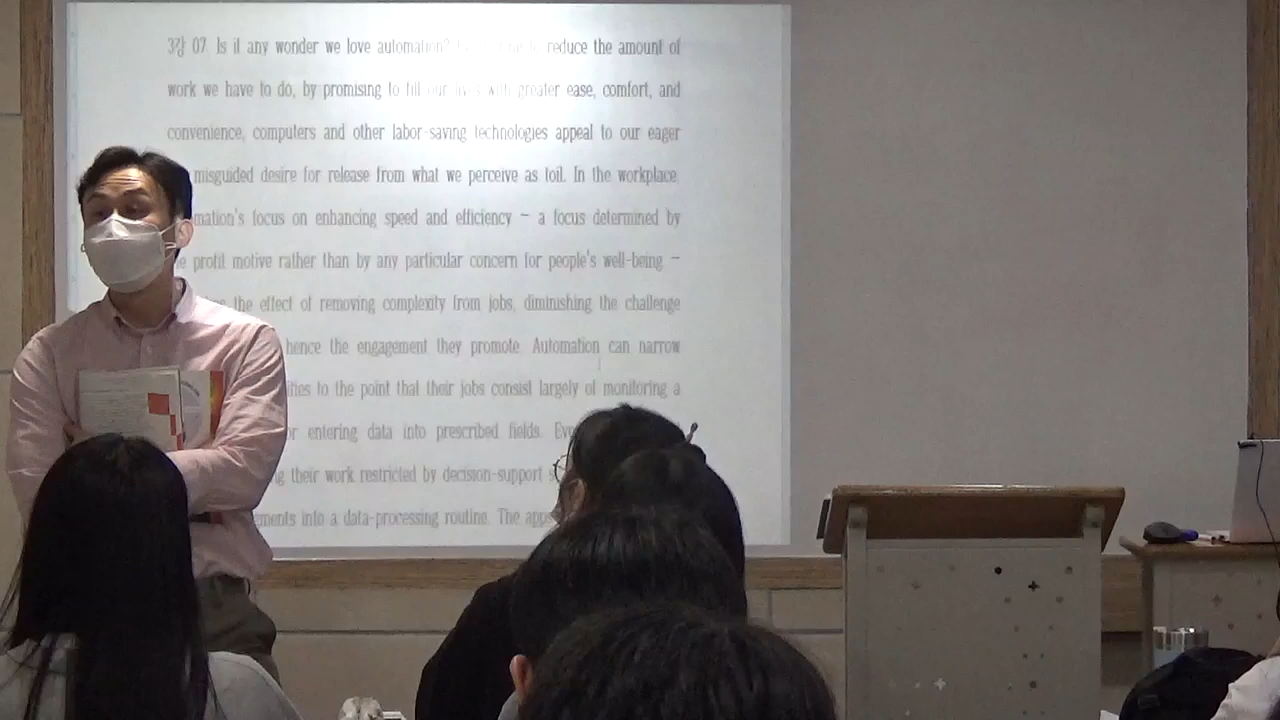 3강 07 Is it any wonder we love automation? reduce the amount of
work we have to do, by promising to fill our lives with greater ease, comfort, and
convenience, computers and other labor-saving technologies appeal to our eager
misguided desire for release from what we perceive as toil. In the workplace
mation's focus on enhancing speed and efficiency - a focus determined by
profit motive rather than by any particular concern for people's well-being -
the effect of removing complexity from jobs, diminishing the challenge
hence the engagement they promote. Automation can narrow
to the point that their jobs consist largely of monitoring a
or entering data into prescribed fields.
their work restricted by decision-support
into a data-processing routine. The apps